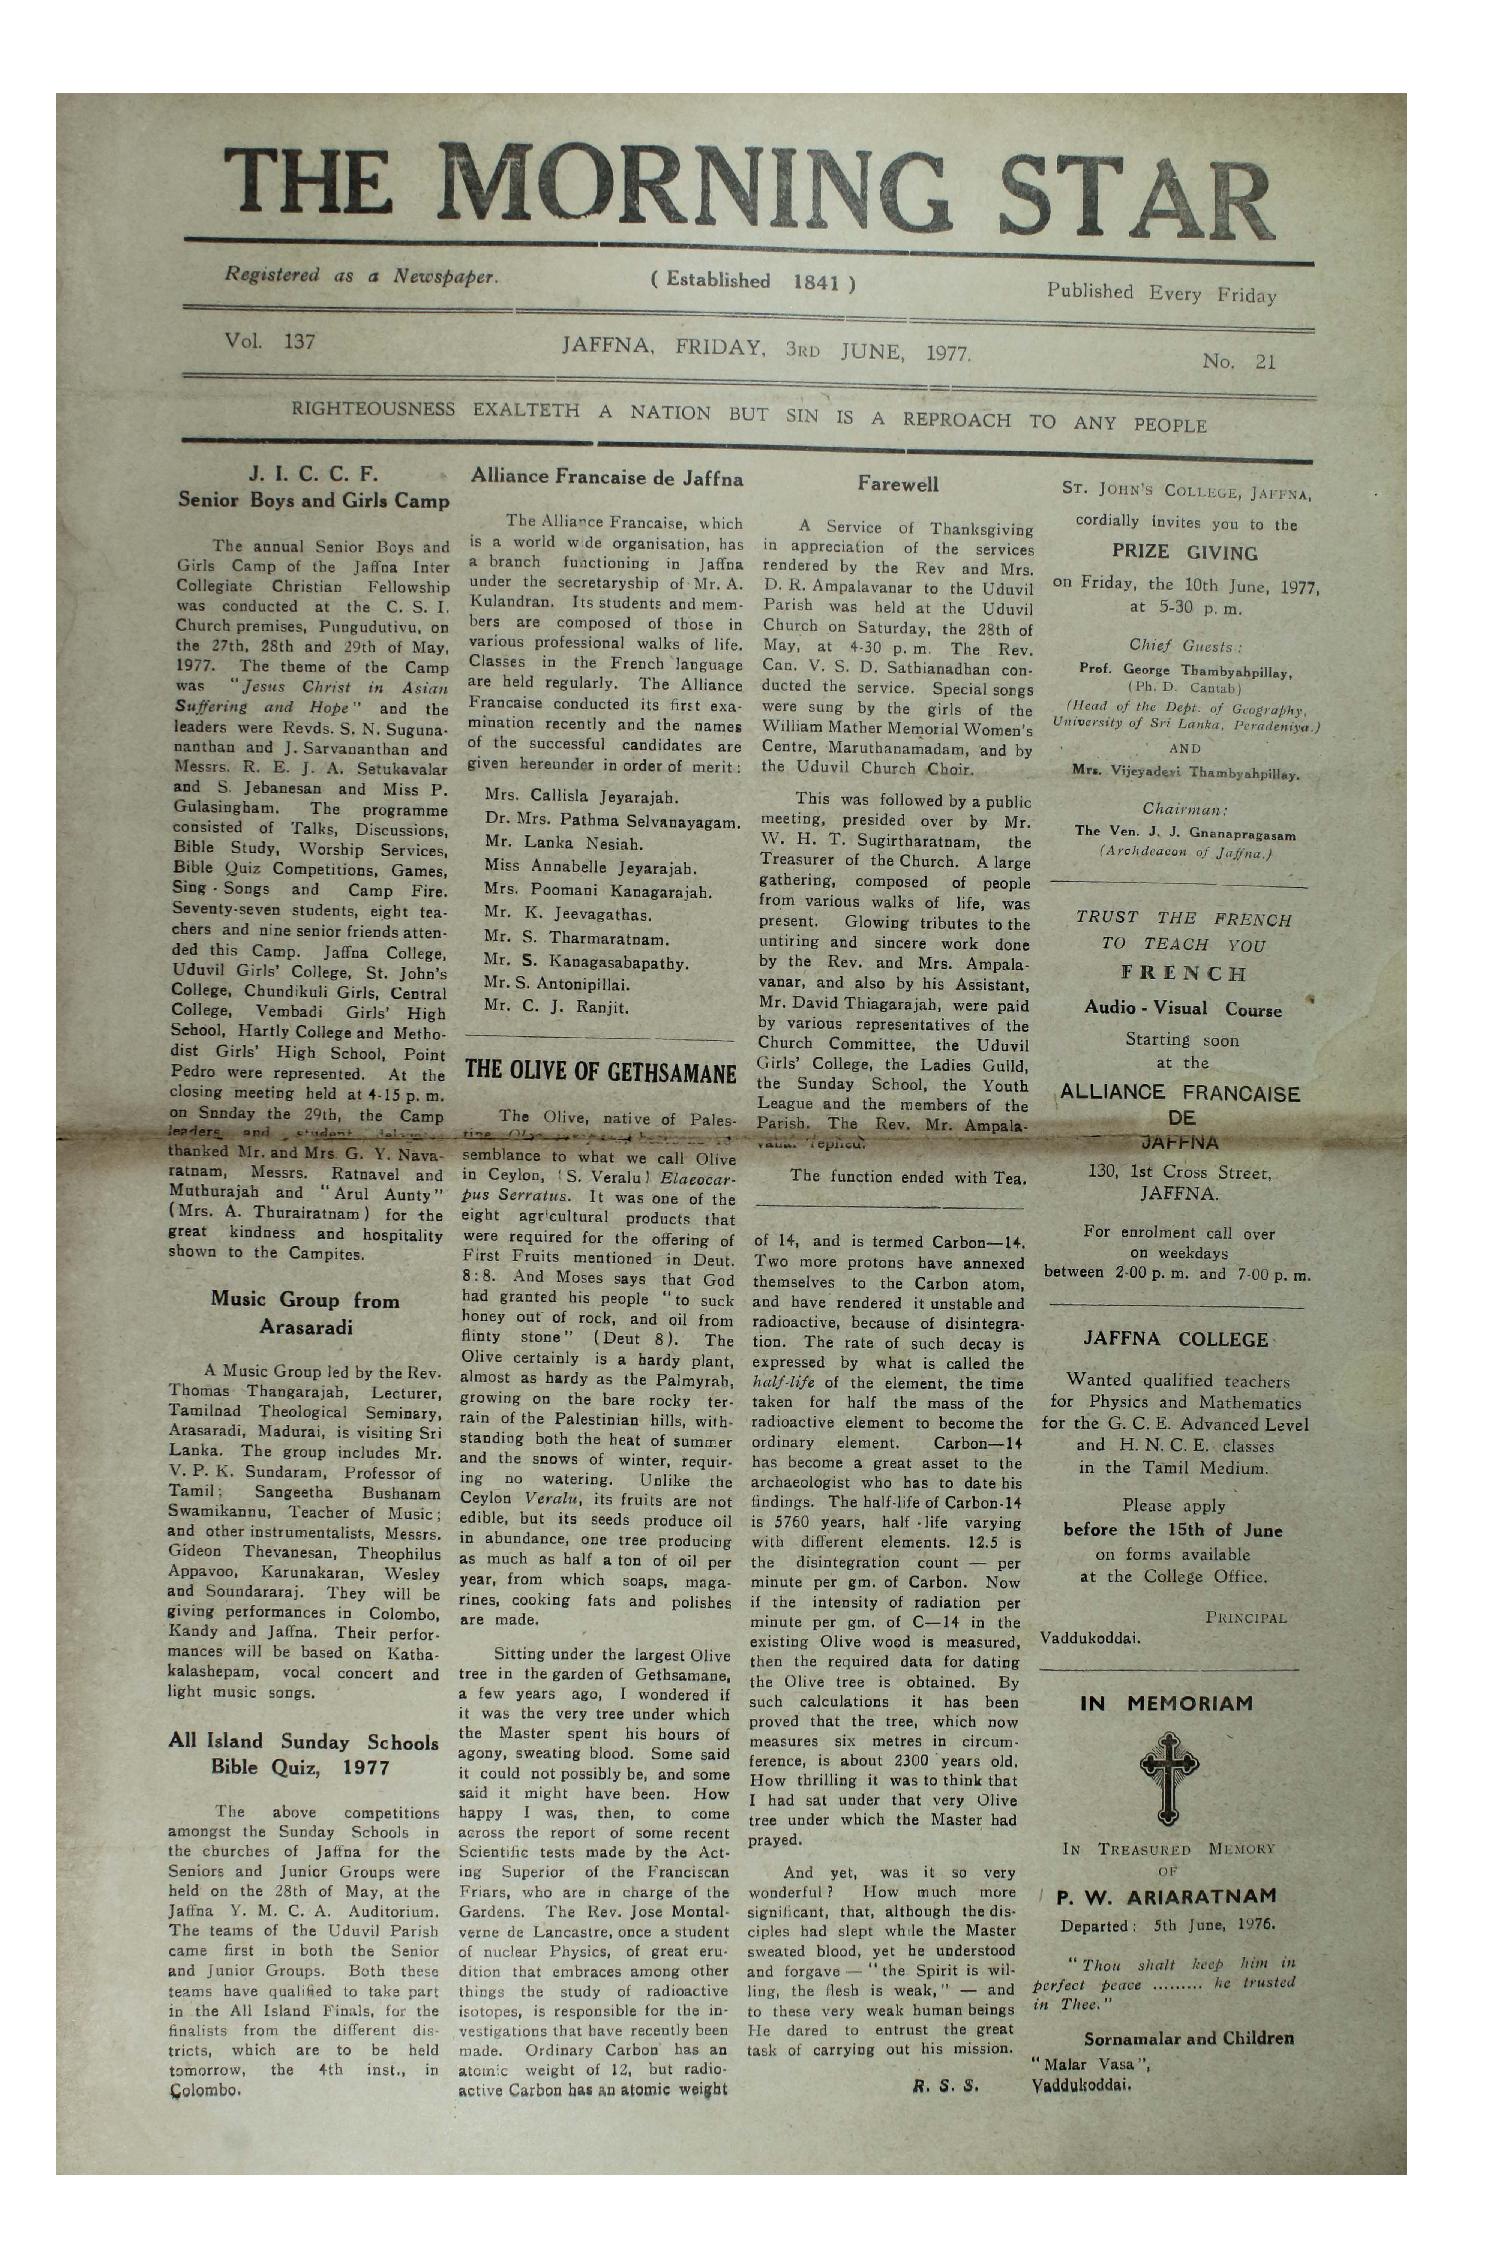 THE MORNING STAR
Registered as a Newspaper.
( Established 1841 )
Published Every Friday
Vol. 137
JAFFNA, FRIDAY, 3RD JUNE, 1977.
No. 21
RIGHTEOUSNESS EXALTETH A NATION BUT SIN IS A REPROACH TO ANY PEOPLE
J. I. C. C. F.
Senior Boys and Girls Camp
The annual Senior Boys and
Girls Camp of the Jaffna Inter
Collegiate Christian Fellowship
was conducted at the C. S. I.
Church premises, Pungudutivu, on
the 27th, 28th and 29th of May,
1977. The theme of the Camp
was "Jesus Christ in Asian
Suffering and Hope" and the
leaders were Revds. S. N. Suguna-
nanthan and J. Sarvananthan and
Messrs. R. E. J. A. Setukavalar
and S. Jebanesan and Miss P.
Gulasingham. The programme
consisted of Talks, Discussions,
Bible Study, Worship Services,
Bible Quiz Competitions, Games,
Sing - Songs and Camp Fire.
Seventy-seven students, eight tea-
chers and nine senior friends atten-
ded this Camp. Jaffna College,
Uduvil Girls' College, St. John's
College, Chundikuli Girls, Central
College, Vembadi Girls' High
School, Hartly College and Metho-
dist Girls' High School, Point
Pedro were represented. At the
closing meeting held at 4-15 p. m.
on Snnday the 29th, the Camp
leaders and student
thanked Mr. and Mrs. G. Y. Nava-
ratnam, Messrs. Ratnavel and
Muthurajah and "Arul Aunty"
(Mrs. A. Thurairatnam) for the
great kindness and hospitality
shown to the Campites.
Music Group from
Arasaradi
A Music Group led by the Rev.
Thomas Thangarajah, Lecturer,
Tamilnad Theological Seminary,
Arasaradi, Madurai, is visiting Sri
Lanka. The group includes Mr.
V. P. K. Sundaram, Professor of
Tamil; Sangeetha Bushanam
Swamikannu, Teacher of Music;
and other instrumentalists, Messrs.
Gideon Thevanesan, Theophilus
Appavoo, Karunakaran, Wesley
and Soundararaj. They will be
giving performances in Colombo,
Kandy and Jaffna. Their perfor-
mances will be based on Katha-
kalashepam, vocal concert and
light music songs.
All Island Sunday Schools
Bible Quiz, 1977
The above competitions
amongst the Sunday Schools in
the churches of Jaffna for the
Seniors and Junior Groups were
held on the 28th of May, at the
Jaffna Y. M. C. A. Auditorium.
The teams of the Uduvil Parish
came first in both the Senior
and Junior Groups. Both these
teams have qualified to take part
in the All Island Finals, for the
finalists from the different dis-
tricts, which are to be held
tomorrow, the 4th inst., in
Colombo.
Alliance Francaise de Jaffna
The Alliance Francaise, which
is a world wide organisation, has
a branch functioning in Jaffna
under the secretaryship of Mr. A.
Kulandran. Its students and mem-
bers are composed of those in
various professional walks of life.
Classes in the French language
are held regularly. The Alliance
Francaise conducted its first exa-
mination recently and the names
of the successful candidates are
given hereunder in order of merit:
Mrs. Callisla Jeyarajah.
Dr. Mrs. Pathma Selvanayagam.
Mr. Lanka Nesiah.
Miss Annabelle Jeyarajah.
Mrs. Poomani Kanagarajah.
Mr. K. Jeevagathas.
Mr. S. Tharmaratnam.
Mr. S. Kanagasabapathy.
Mr. S. Antonipillai.
Mr. C. J. Ranjit.
THE OLIVE OF GETHSAMANE
The Olive, native of Pales-
tine
semblance to what we call Olive
in Ceylon, (S. Veralu) Elaeocar-
pus Serratus. It was one of the
eight agricultural products that
were required for the offering of
First Fruits mentioned in Deut.
8:8. And Moses says that God
had granted his people "to suck
honey out of rock, and oil from
flinty stone" (Deut 8). The
Olive certainly is a hardy plant,
almost as hardy as the Palmyrah,
growing on the bare rocky ter-
rain of the Palestinian hills, with-
standing both the heat of summer
and the snows of winter, requir-
ing no watering. Unlike the
Ceylon Veralu, its fruits are not
edible, but its seeds produce oil
in abundance, one tree producing
as much as half a ton of oil per
year, from which soaps, maga-
rines, cooking fats and polishes
are made.
Sitting under the largest Olive
tree in the garden of Gethsamane,
a few years ago, I wondered if
it was the very tree under which
the Master spent his hours of
agony, sweating blood. Some said
it could not possibly be, and some
said it might have been. How
happy I was, then, to come
across the report of some recent
Scientific tests made by the Act-
ing Superior of the Franciscan
Friars, who are in charge of the
Gardens. The Rev. Jose Montal-
verne de Lancastre, once a student
of nuclear Physics, of great eru-
dition that embraces among other
things the study of radioactive
isotopes, is responsible for the in-
vestigations that have recently been
made. Ordinary Carbon has an
atomic weight of 12, but radio-
active Carbon has an atomic weight
Farewell
A Service of Thanksgiving
in appreciation of the services
rendered by the Rev and Mrs.
D. R. Ampalavanar to the Uduvil
Parish was held at the Uduvil
Church on Saturday, the 28th of
May, at 4-30 p. m. The Rev.
Can. V. S. D. Sathianadhan con-
ducted the service. Special songs
were sung by the girls of the
William Mather Memorial Women's
Centre, Maruthanamadam, and by
the Uduvil Church Choir.
This was followed by a public
meeting, presided over by Mr.
W. H. T. Sugirtharatnam, the
Treasurer of the Church. A large
gathering, composed of people
from various walks of life, was
present. Glowing tributes to the
untiring and sincere work done
by the Rev. and Mrs. Ampala-
vanar, and also by his Assistant,
Mr. David Thiagarajah, were paid
by various representatives of the
Church Committee, the Uduvil
Girls' College, the Ladies Guild,
the Sunday School, the Youth
League and the members of the
Parish. The Rev. Mr. Ampala-
vanar replied.
The function ended with Tea.
of 14, and is termed Carbon—14.
Two more protons have annexed
themselves to the Carbon atom,
and have rendered it unstable and
radioactive, because of disintegra-
tion. The rate of such decay is
expressed by what is called the
half-life of the element, the time
taken for half the mass of the
radioactive element to become the
ordinary element. Carbon—14
has become a great asset to the
archaeologist who has to date his
findings. The half-life of Carbon-14
is 5760 years, half-life varying
with different elements. 12.5 is
the disintegration count — per
minute per gm. of Carbon. Now
if the intensity of radiation per
minute per gm. of C—14 in the
existing Olive wood is measured,
then the required data for dating
the Olive tree is obtained. By
such calculations it has been
proved that the tree, which now
measures six metres in circum-
ference, is about 2300 years old.
How thrilling it was to think that
I had sat under that very Olive
tree under which the Master had
prayed.
And yet, was it so very
wonderful? How much more
significant, that, although the dis-
ciples had slept while the Master
sweated blood, yet he understood
and forgave — "the Spirit is wil-
ling, the flesh is weak," — and
to these very weak human beings
He dared to entrust the great
task of carrying out his mission.
R. S. S.
ST. JOHN'S COLLEGE, JAFFNA,
cordially invites you to the
PRIZE GIVING
on Friday, the 10th June, 1977,
at 5-30 p. m.
Chief Guests:
Prof. George Thambyahpillay,
(Ph. D. Cantab)
(Head of the Dept. of Geography,
University of Sri Lanka, Peradeniya.)
AND
Mrs. Vijeyadevi Thambyahpillay.
Chairman:
The Ven. J. J. Gnanapragasam
(Archdeacon of Jaffna.)
TRUST THE FRENCH
TO TEACH YOU
FRENCH
Audio - Visual Course
Starting soon
at the
ALLIANCE FRANCAISE
DE
JAFFNA
130, 1st Cross Street,
JAFFNA.
For enrolment call over
on weekdays
between 2-00 p. m. and 7-00 p. m.
JAFFNA COLLEGE
Wanted qualified teachers
for Physics and Mathematics
for the G. C. E. Advanced Level
and H. N. C. E. classes
in the Tamil Medium.
Please apply
before the 15th of June
on forms available
at the College Office.
PRINCIPAL
Vaddukoddai.
IN MEMORIAM
IN TREASURED MEMORY
OF
P. W. ARIARATNAM
Departed: 5th June, 1976.
"Thou shalt keep him in
perfect peace ......... he trusted
in Thee."
Sornamalar and Children
"Malar Vasa",
Vaddukoddai.